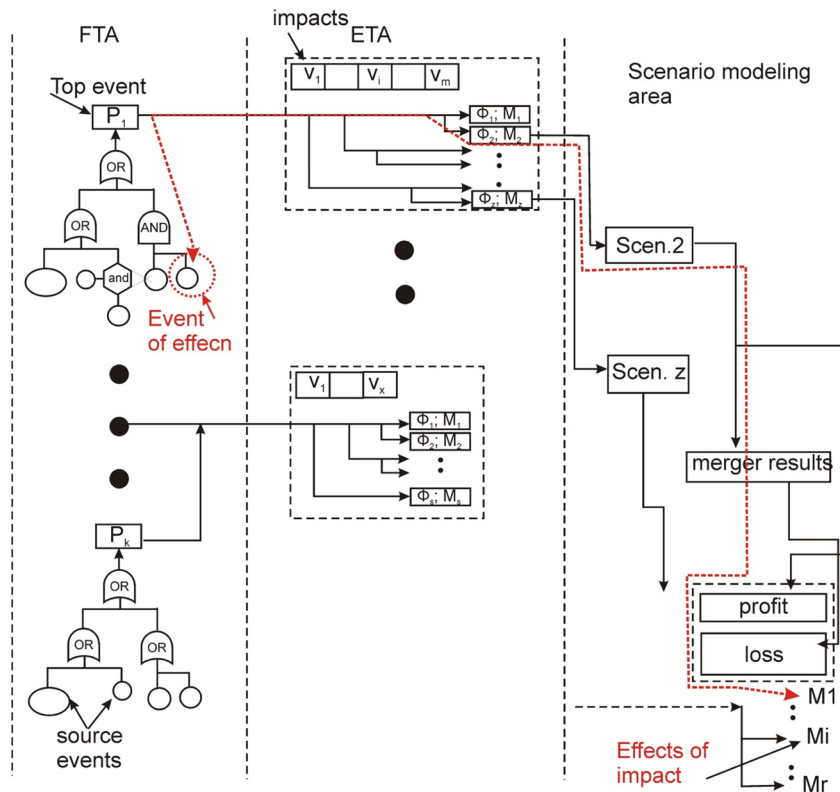 FTA
Top event
P1
OR
OR
AND
and
Event
of effecn
Pk
OR
OR
OR
source
events
impacts
ETA
v1 vi vm
Φ1; M1
Φ2; M2
Φz; Mz
v1 vx
Φ1; M1
Φ2; M2
Φs; Ms
Scenario modeling
area
Scen.2
Scen. z
merger results
profit
loss
M1
Mi
Mr
Effects of
impact